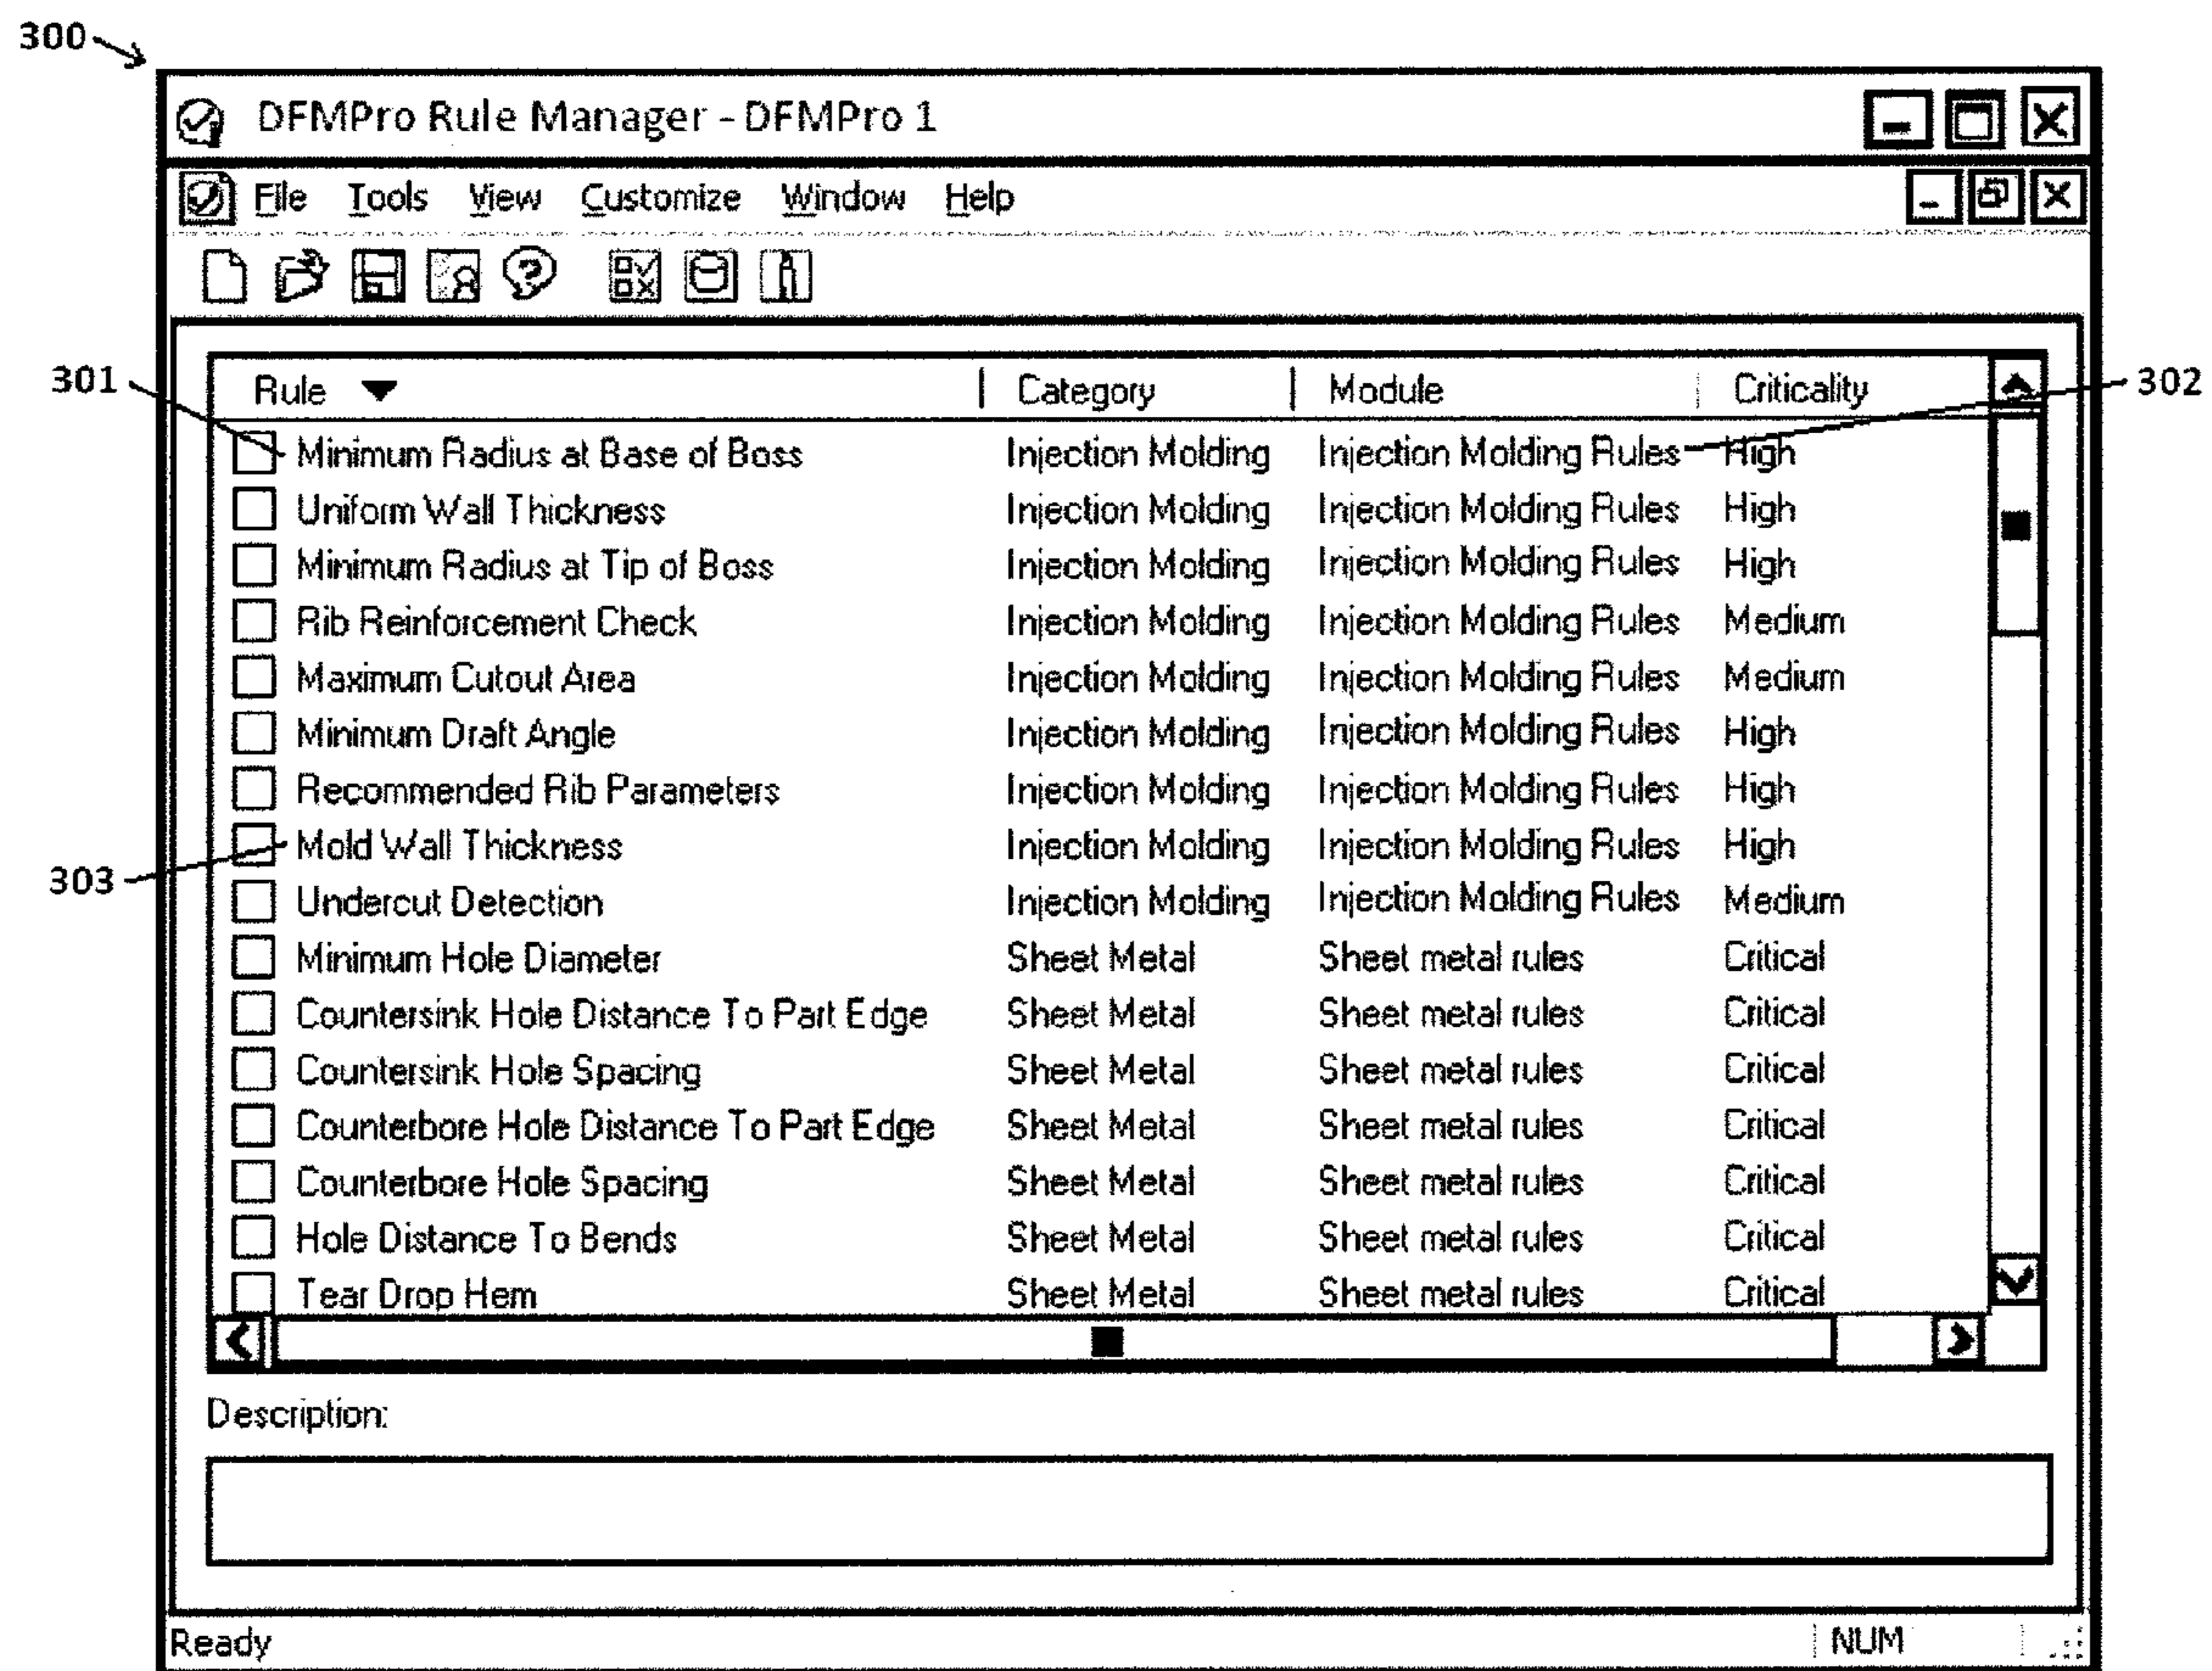 300
DFMPro Rule Manager - DFMPro 1
File Tools View Customize Window Help
301 Rule Category Module Criticality 302
Minimum Radius at Base of Boss Injection Molding Injection Molding Rules High
Uniform Wall Thickness Injection Molding Injection Molding Rules High
Minimum Radius at Tip of Boss Injection Molding Injection Molding Rules High
Rib Reinforcement Check Injection Molding Injection Molding Rules Medium
Maximum Cutout Area Injection Molding Injection Molding Rules Medium
Minimum Draft Angle Injection Molding Injection Molding Rules High
Recommended Rib Parameters Injection Molding Injection Molding Rules High
Mold Wall Thickness Injection Molding Injection Molding Rules High
303
Undercut Detection Injection Molding Injection Molding Rules Medium
Minimum Hole Diameter Sheet Metal Sheet metal rules Critical
Countersink Hole Distance To Part Edge Sheet Metal Sheet metal rules Critical
Countersink Hole Spacing Sheet Metal Sheet metal rules Critical
Counterbore Hole Distance To Part Edge Sheet Metal Sheet metal rules Critical
Counterbore Hole Spacing Sheet Metal Sheet metal rules Critical
Hole Distance To Bends Sheet Metal Sheet metal rules Critical
Tear Drop Hem Sheet Metal Sheet metal rules Critical
Description:
Ready NUM